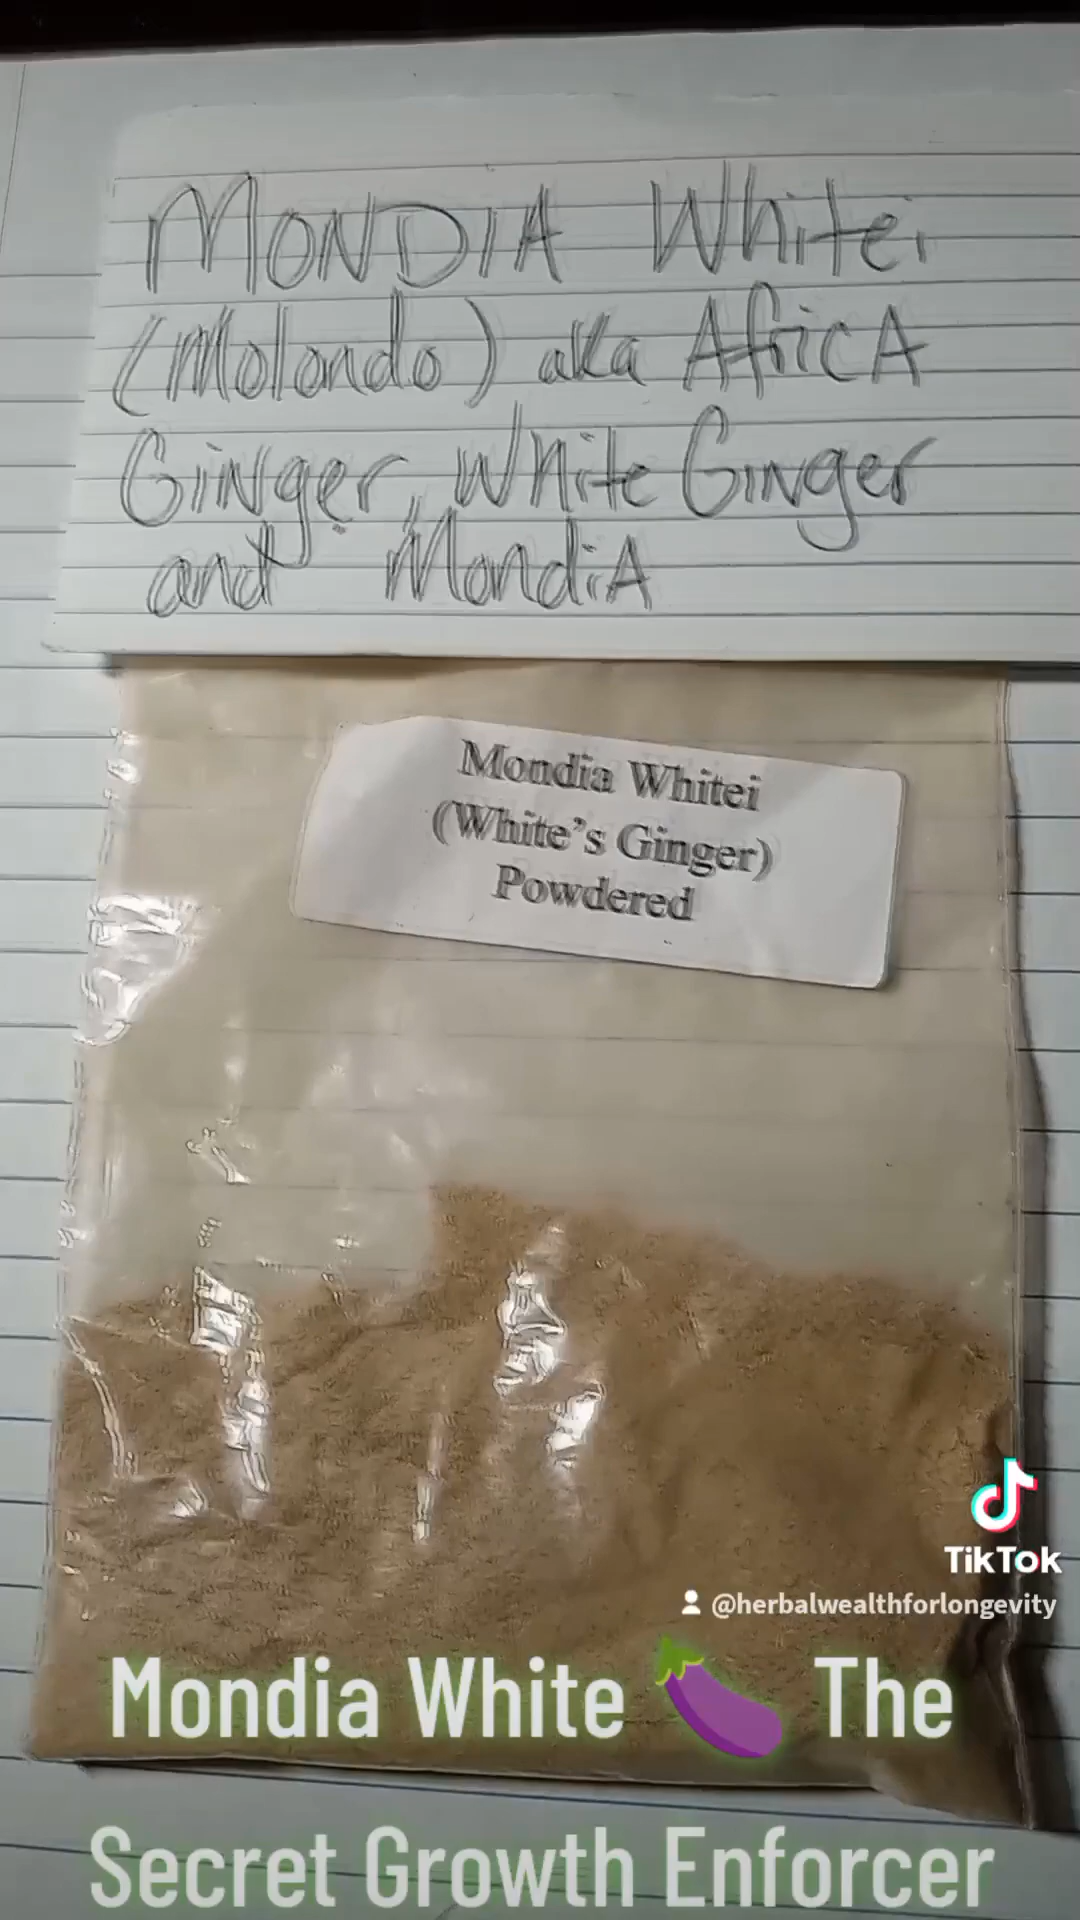 MONDIA Whitei
(Molondo) aka AfricA
GiNger, White GiNger
and MondiA
Mondia Whitei
(White's Ginger)
Powdered
TikTok
@herbalwealthforlongevity
Mondia White 🍆 The
Secret Growth Enforcer